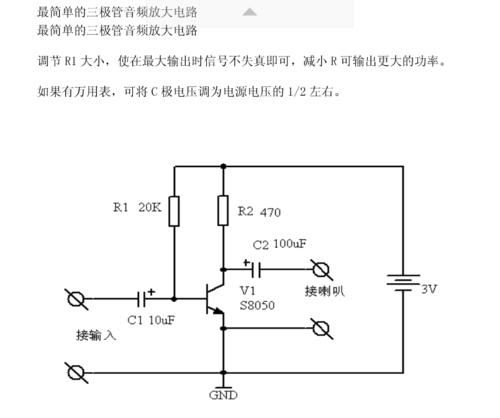 最简单的三极管音频放大电路
最简单的三极管音频放大电路
调节 R1 大小，使在最大输出时信号不失真即可，减小 R 可输出更大的功率。
如果有万用表，可将 C 极电压调为电源电压的 1/2 左右。
R1 20K
R2 470
C2 100uF
接喇叭
3V
V1
S8050
C1 10uF
接输入
GND